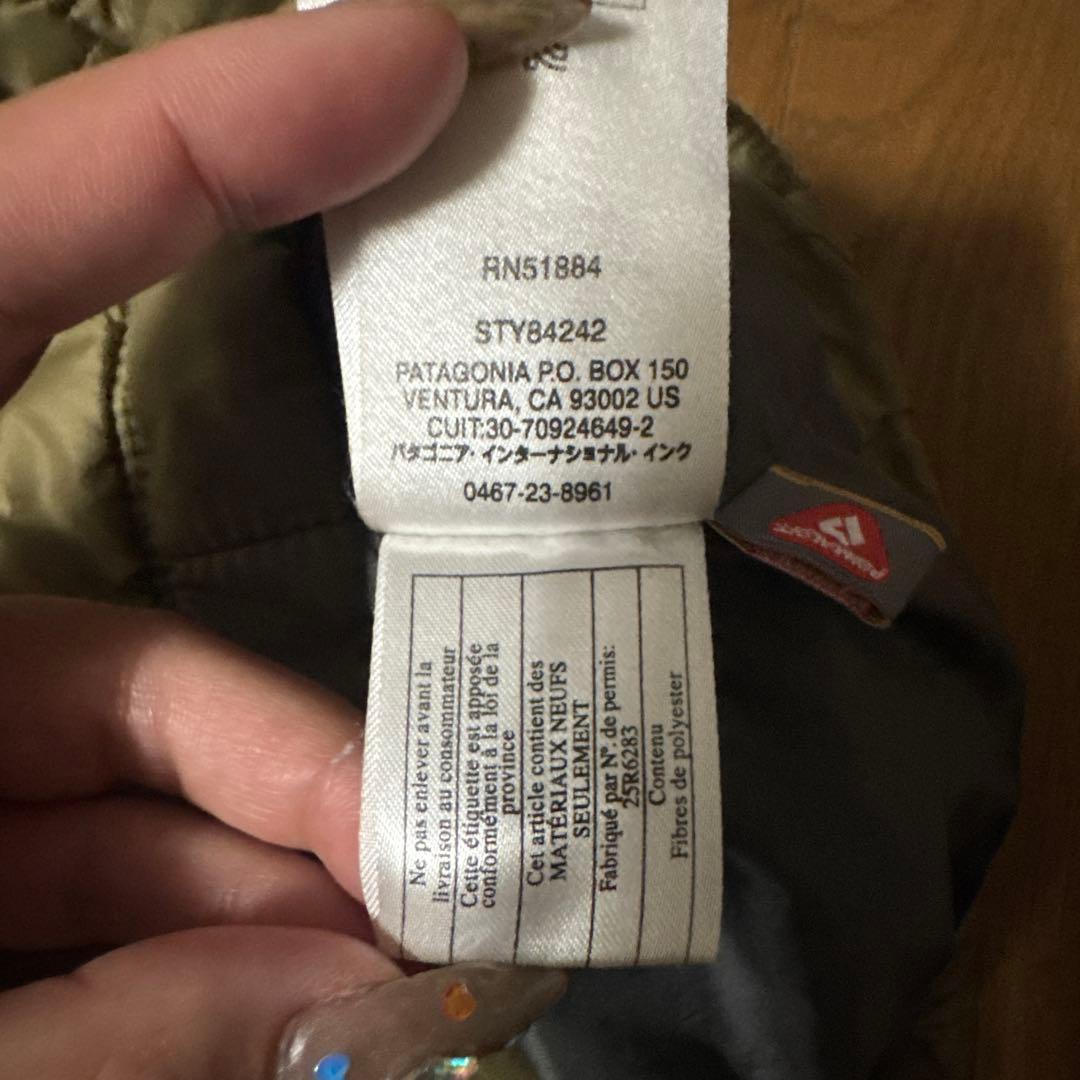 RN51884
STY84242
PATAGONIA P.O. BOX 150
VENTURA, CA 93002 US
CUIT:30-70924649-2
パタゴニア・インターナショナル・インク
0467-23-8961
PRIMALOFT
Ne pas enlever avant la
livraison au consommateur
Cette étiquette est apposée
conformément à la loi de la
province
Cet article contient des
MATÉRIAUX NEUFS
SEULEMENT
Fabriqué par Nº. de permis:
25R6283
Contenu
Fibres de polyester